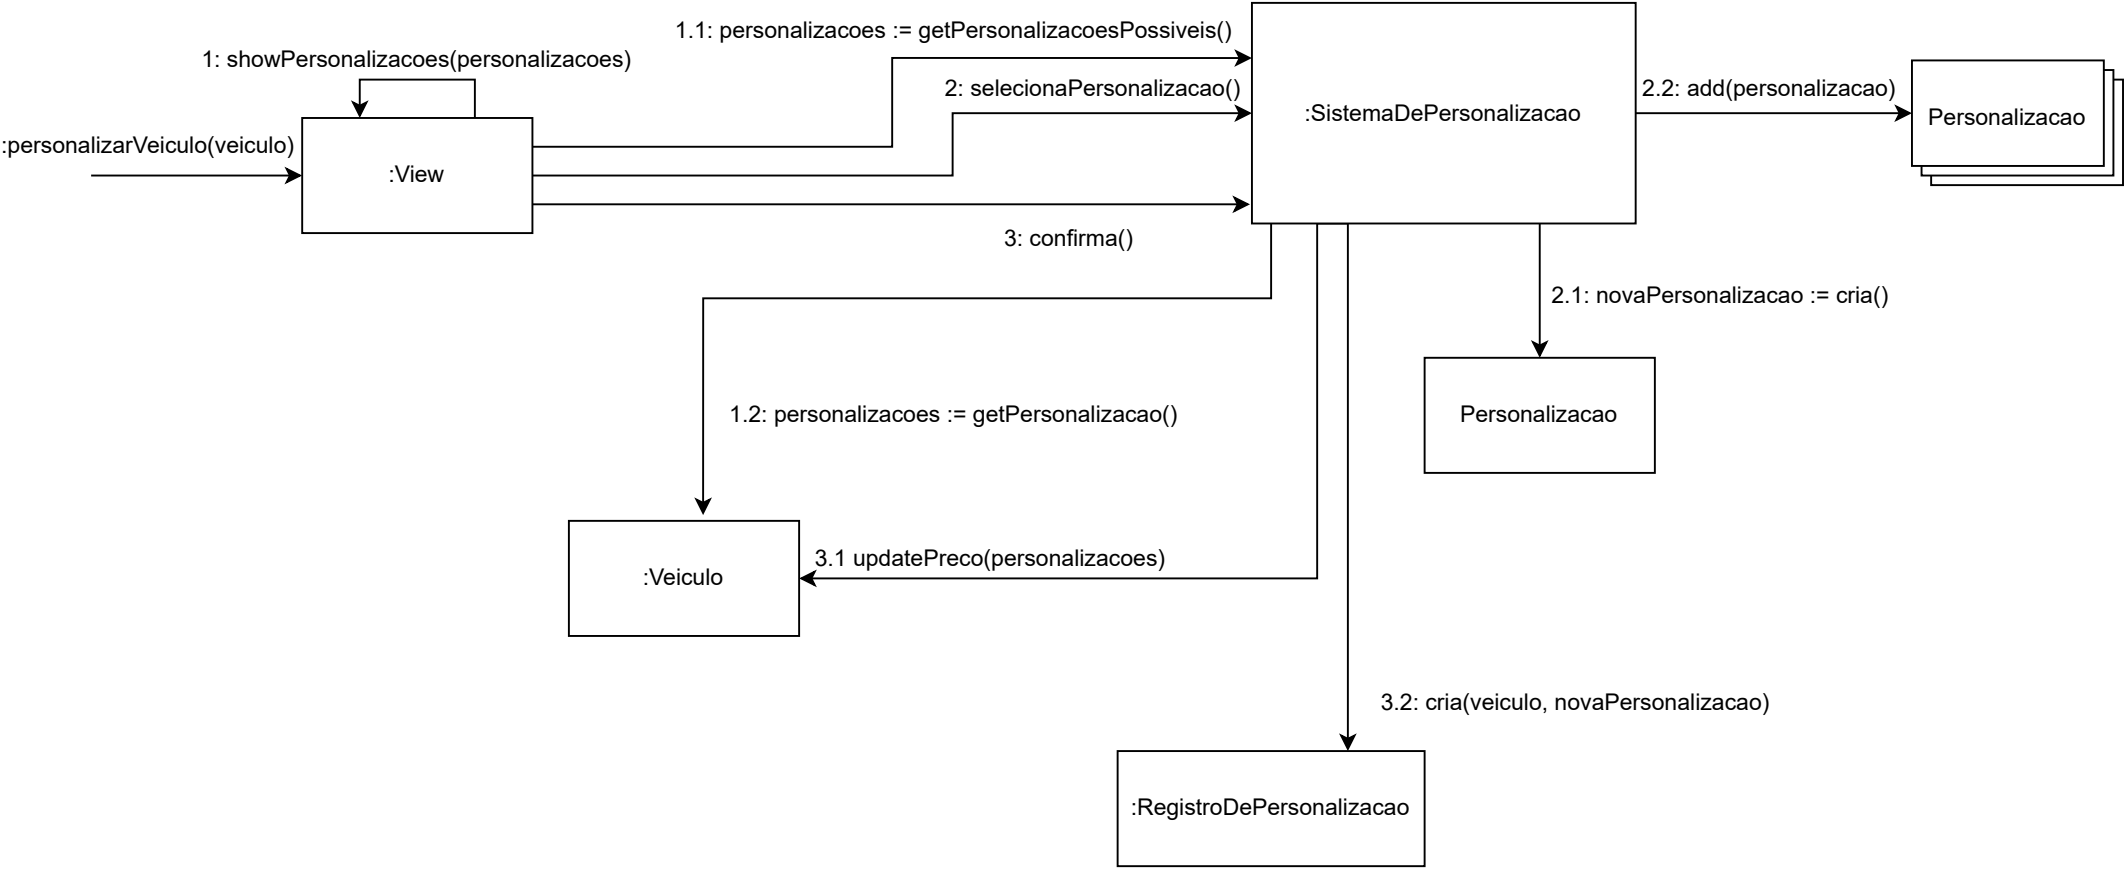 1.1: personalizacoes := getPersonalizacoesPossiveis()
1: showPersonalizacoes(personalizacoes)
2: selecionaPersonalizacao()
2.2: add(personalizacao)
:SistemaDePersonalizacao
Personalizacao
:personalizarVeiculo(veiculo)
:View
3: confirma()
2.1: novaPersonalizacao := cria()
1.2: personalizacoes := getPersonalizacao()
Personalizacao
3.1 updatePreco(personalizacoes)
:Veiculo
3.2: cria(veiculo, novaPersonalizacao)
:RegistroDePersonalizacao